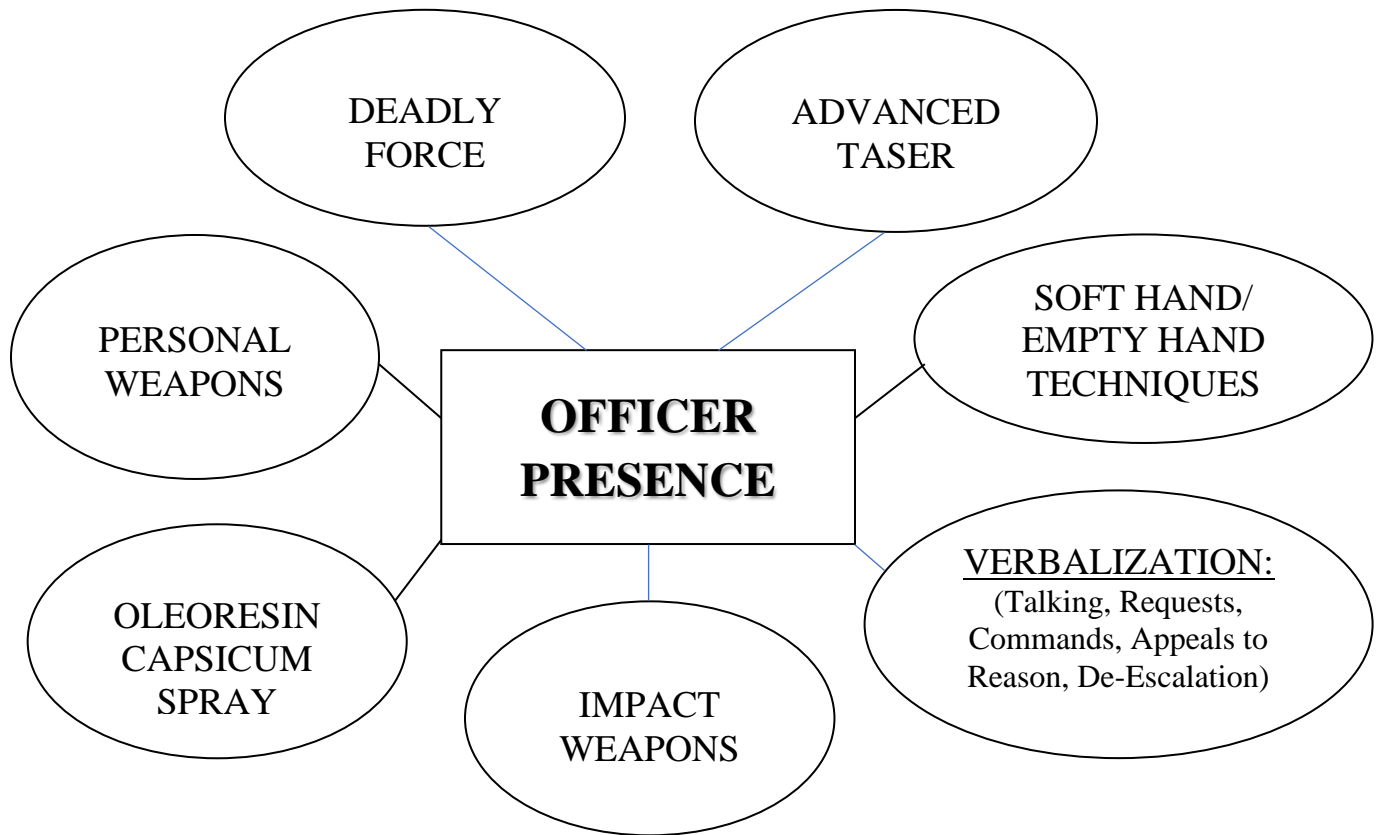 DEADLY
FORCE
ADVANCED
TASER
PERSONAL
WEAPONS
OFFICER
PRESENCE
SOFT HAND/
EMPTY HAND
TECHNIQUES
OLEORESIN
CAPSICUM
SPRAY
IMPACT
WEAPONS
VERBALIZATION:
(Talking, Requests,
Commands, Appeals to
Reason, De-Escalation)